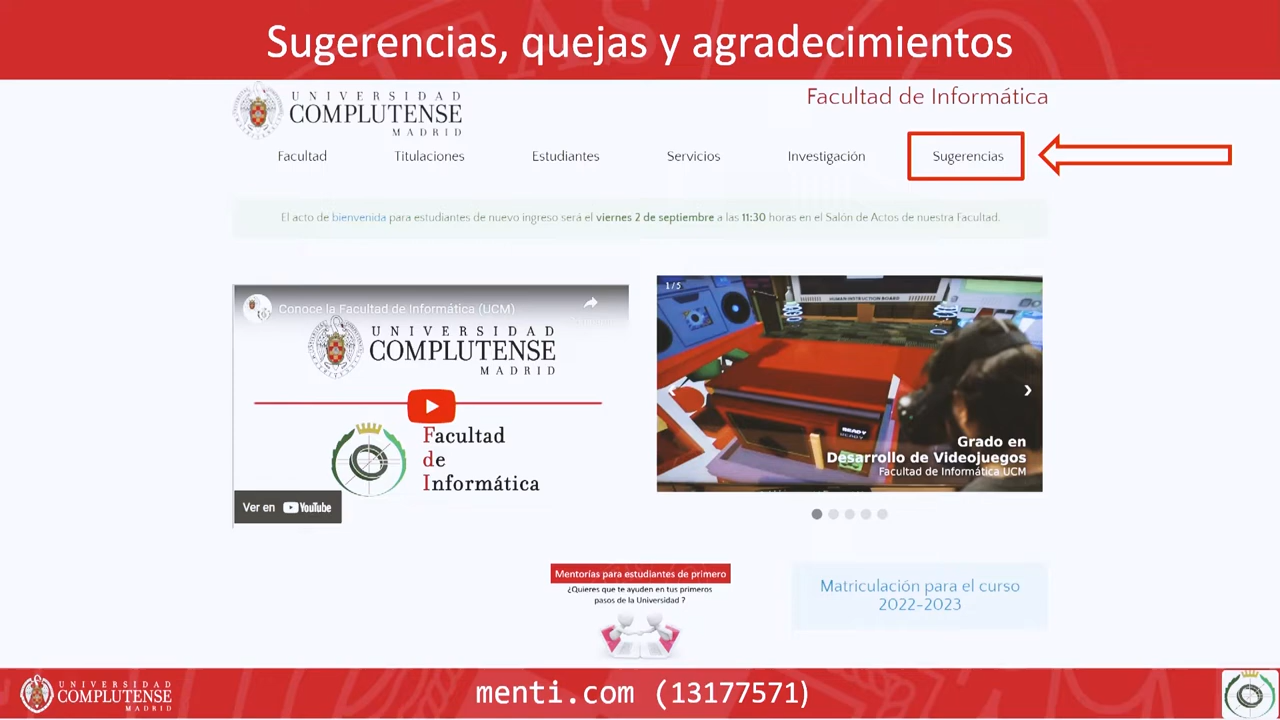 Sugerencias, quejas y agradecimientos
UNIVERSIDAD
COMPLUTENSE
MADRID
Facultad de Informática
Facultad Titulaciones Estudiantes Servicios Investigación Sugerencias
El acto de bienvenida para estudiantes de nuevo ingreso será el viernes 2 de septiembre a las 11:30 horas en el Salón de Actos de nuestra Facultad.
Conoce la Facultad de Informática (UCM)
UNIVERSIDAD
COMPLUTENSE
MADRID
Facultad
de
Informática
Ver en YouTube
1/5
HUMAN INSTRUCTION BOARD
READY
READY
Grado en
Desarrollo de Videojuegos
Facultad de Informática UCM
Mentorías para estudiantes de primero
¿Quieres que te ayuden en tus primeros
pasos de la Universidad ?
Matriculación para el curso
2022-2023
UNIVERSIDAD
COMPLUTENSE
MADRID
menti.com (13177571)